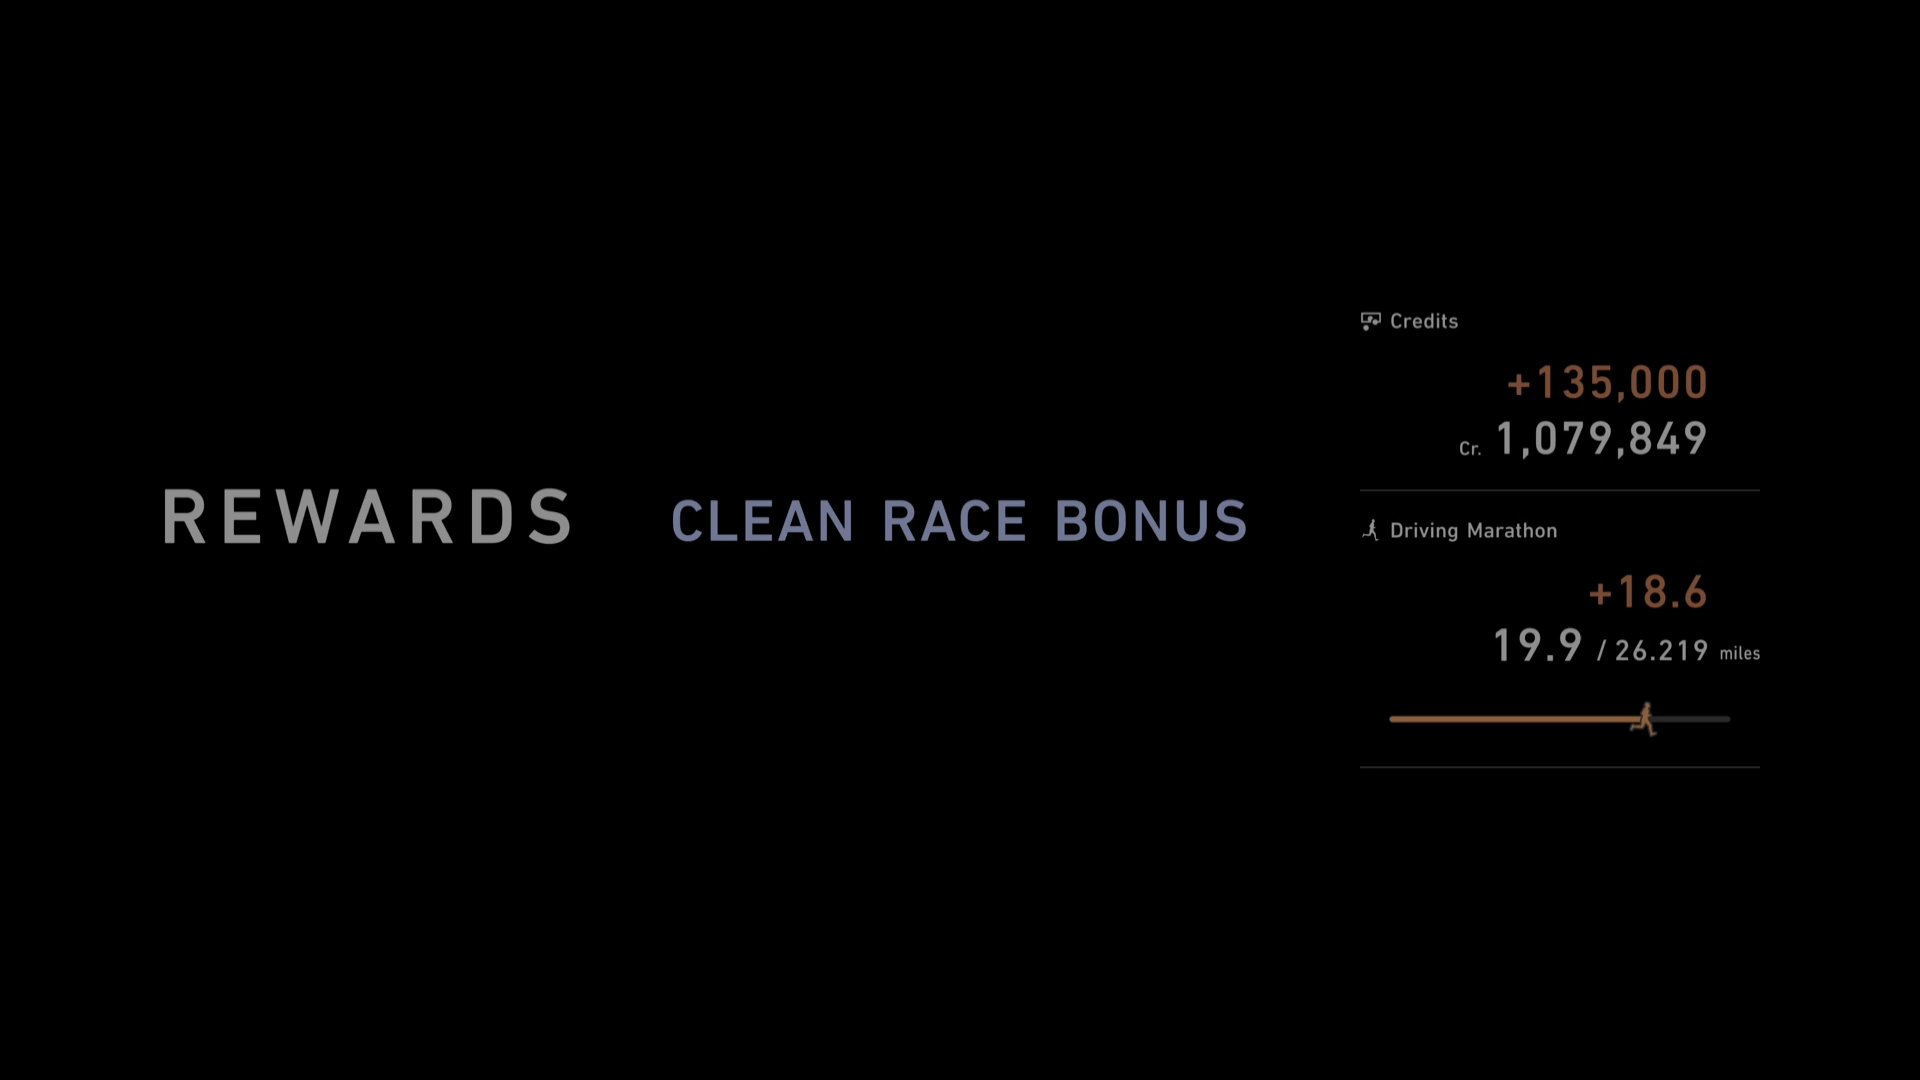 REWARDS
CLEAN RACE BONUS
Credits
+135,000
Cr. 1,079,849
Driving Marathon
+18.6
19.9 / 26.219 miles